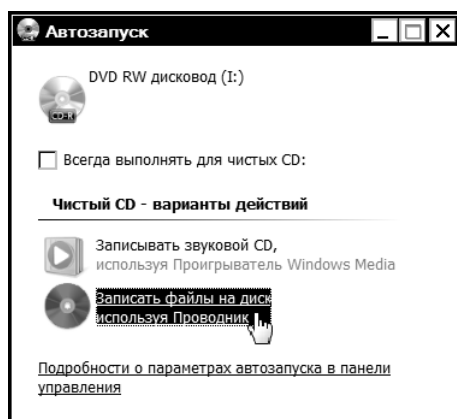 Автозапуск
DVD RW дисковод (I:)
CD-R
Всегда выполнять для чистых CD:
Чистый CD - варианты действий
Записывать звуковой CD,
используя Проигрыватель Windows Media
Записать файлы на диск
используя Проводник
Подробности о параметрах автозапуска в панели
управления